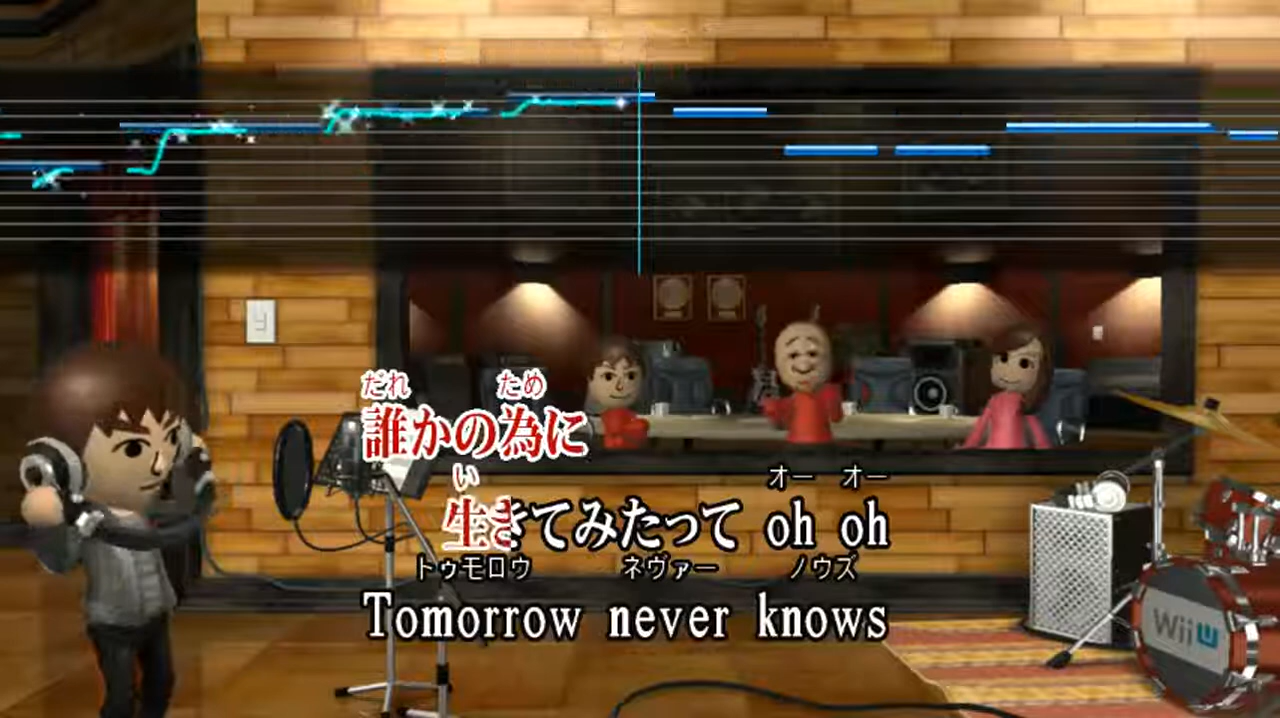 だれ ため
誰かの為に
い オー オー
生きてみたって oh oh
トゥモロウ ネヴァー ノウズ
Tomorrow never knows
Wii U